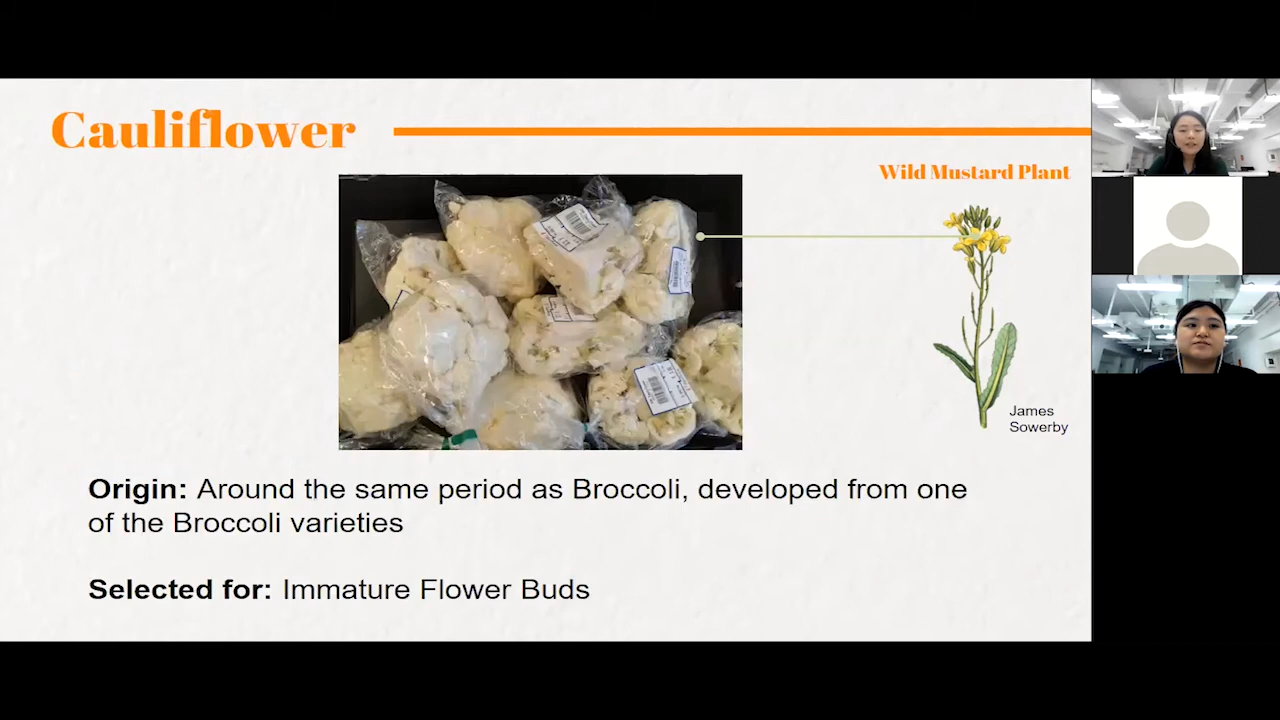 Cauliflower
Wild Mustard Plant
James
Sowerby
Origin: Around the same period as Broccoli, developed from one
of the Broccoli varieties
Selected for: Immature Flower Buds